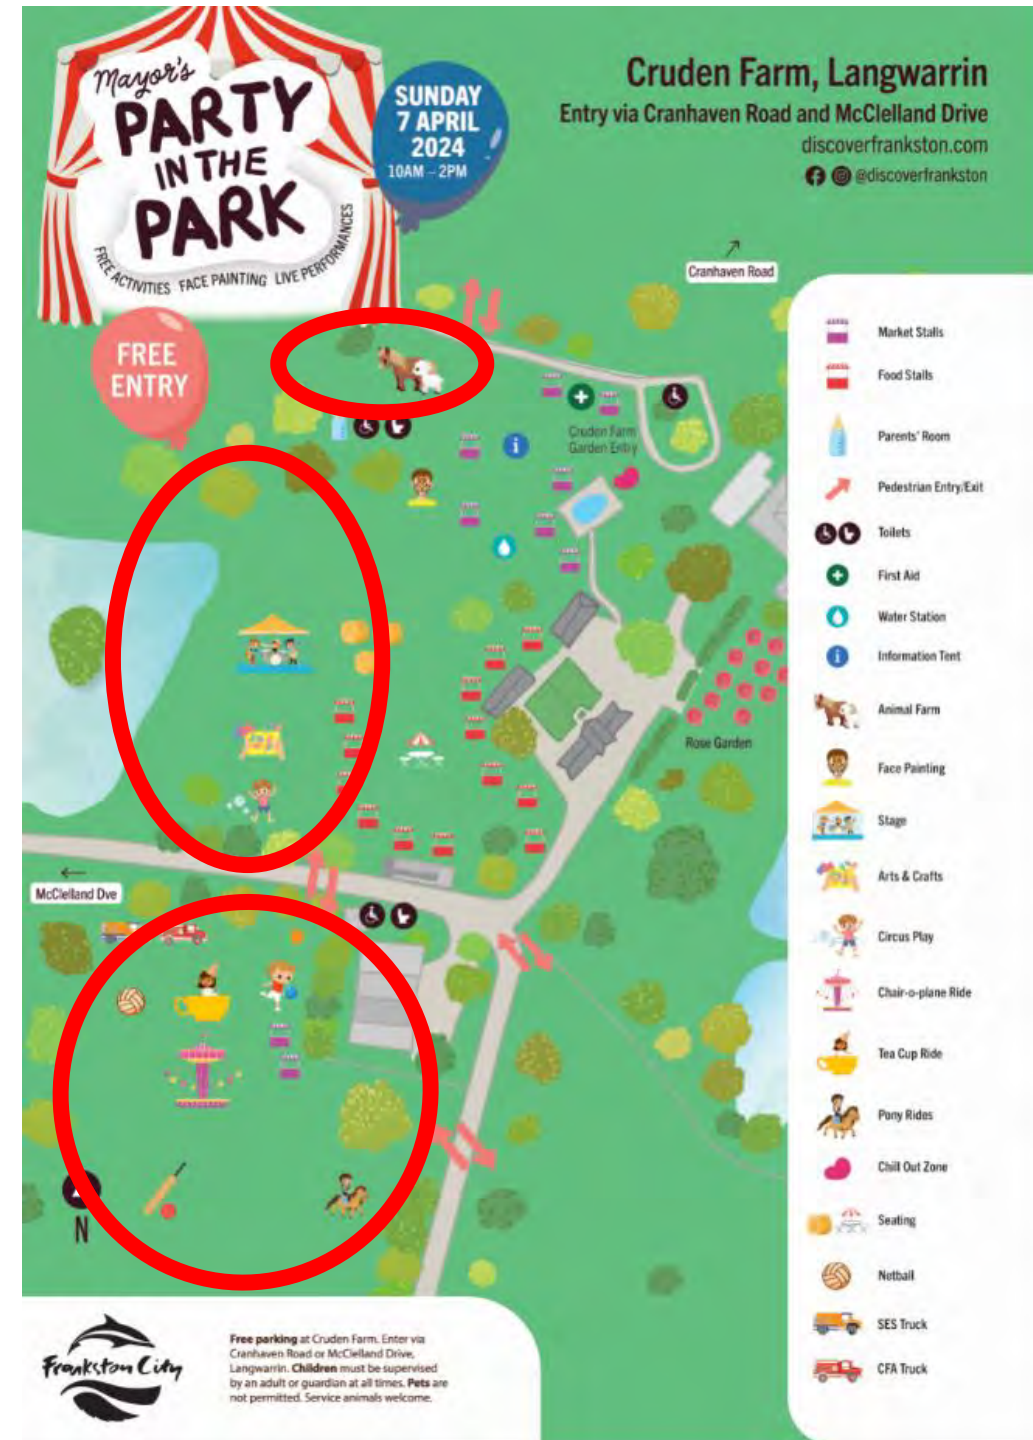 Mayor's
PARTY
IN THE
PARK
FREE ACTIVITIES FACE PAINTING LIVE PERFORMANCES
SUNDAY
7 APRIL
2024
10AM – 2PM
Cruden Farm, Langwarrin
Entry via Cranhaven Road and McClelland Drive
discoverfrankston.com
@discoverfrankston
Cranhaven Road
FREE
ENTRY
Cruden Farm
Garden Entry
Rose Garden
McClelland Dve
N
Market Stalls
Food Stalls
Parents' Room
Pedestrian Entry/Exit
Toilets
First Aid
Water Station
Information Tent
Animal Farm
Face Painting
Stage
Arts & Crafts
Circus Play
Chair-o-plane Ride
Tea Cup Ride
Pony Rides
Chill Out Zone
Seating
Netball
SES Truck
CFA Truck
Frankston City
Free parking at Cruden Farm. Enter via
Cranhaven Road or McClelland Drive,
Langwarrin. Children must be supervised
by an adult or guardian at all times. Pets are
not permitted. Service animals welcome.